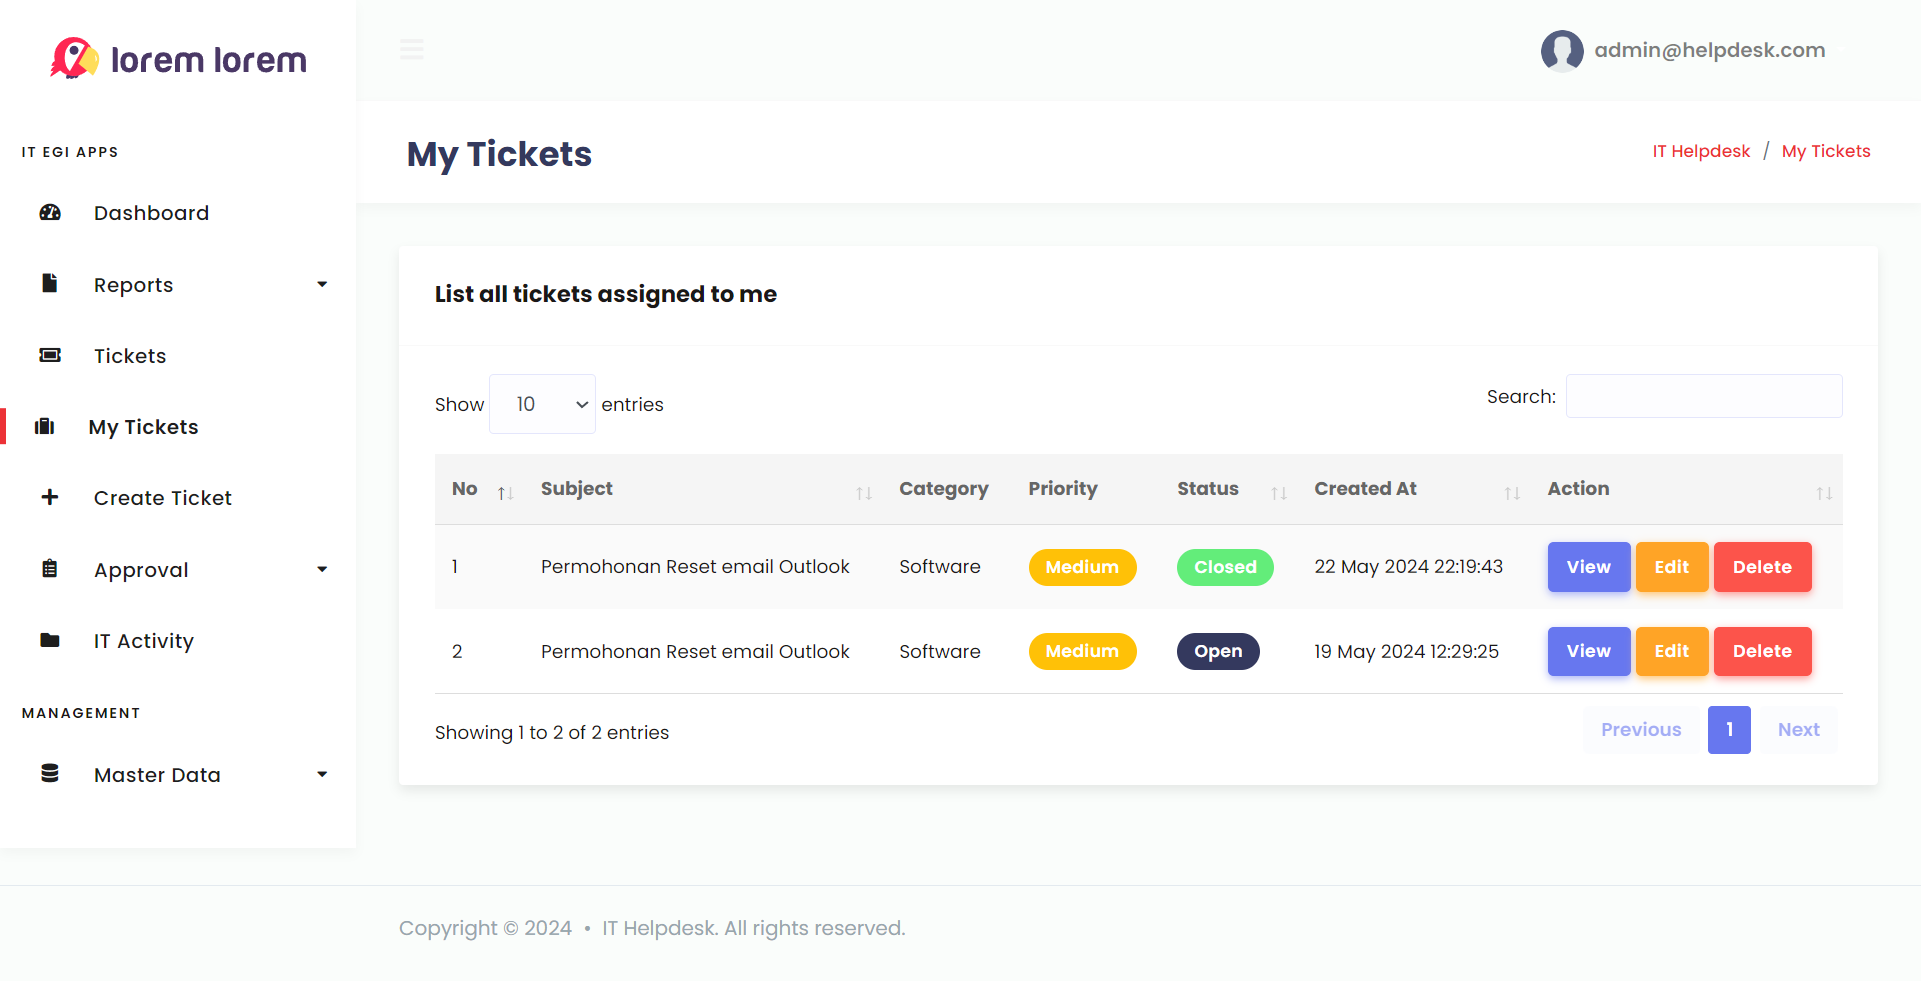 lorem lorem
admin@helpdesk.com
IT EGI APPS
Dashboard
Reports
Tickets
My Tickets
Create Ticket
Approval
IT Activity
MANAGEMENT
Master Data
My Tickets
IT Helpdesk / My Tickets
List all tickets assigned to me
Show 10 entries
Search:
No Subject Category Priority Status Created At Action
1 Permohonan Reset email Outlook Software Medium Closed 22 May 2024 22:19:43 View Edit Delete
2 Permohonan Reset email Outlook Software Medium Open 19 May 2024 12:29:25 View Edit Delete
Showing 1 to 2 of 2 entries
Previous 1 Next
Copyright © 2024 • IT Helpdesk. All rights reserved.